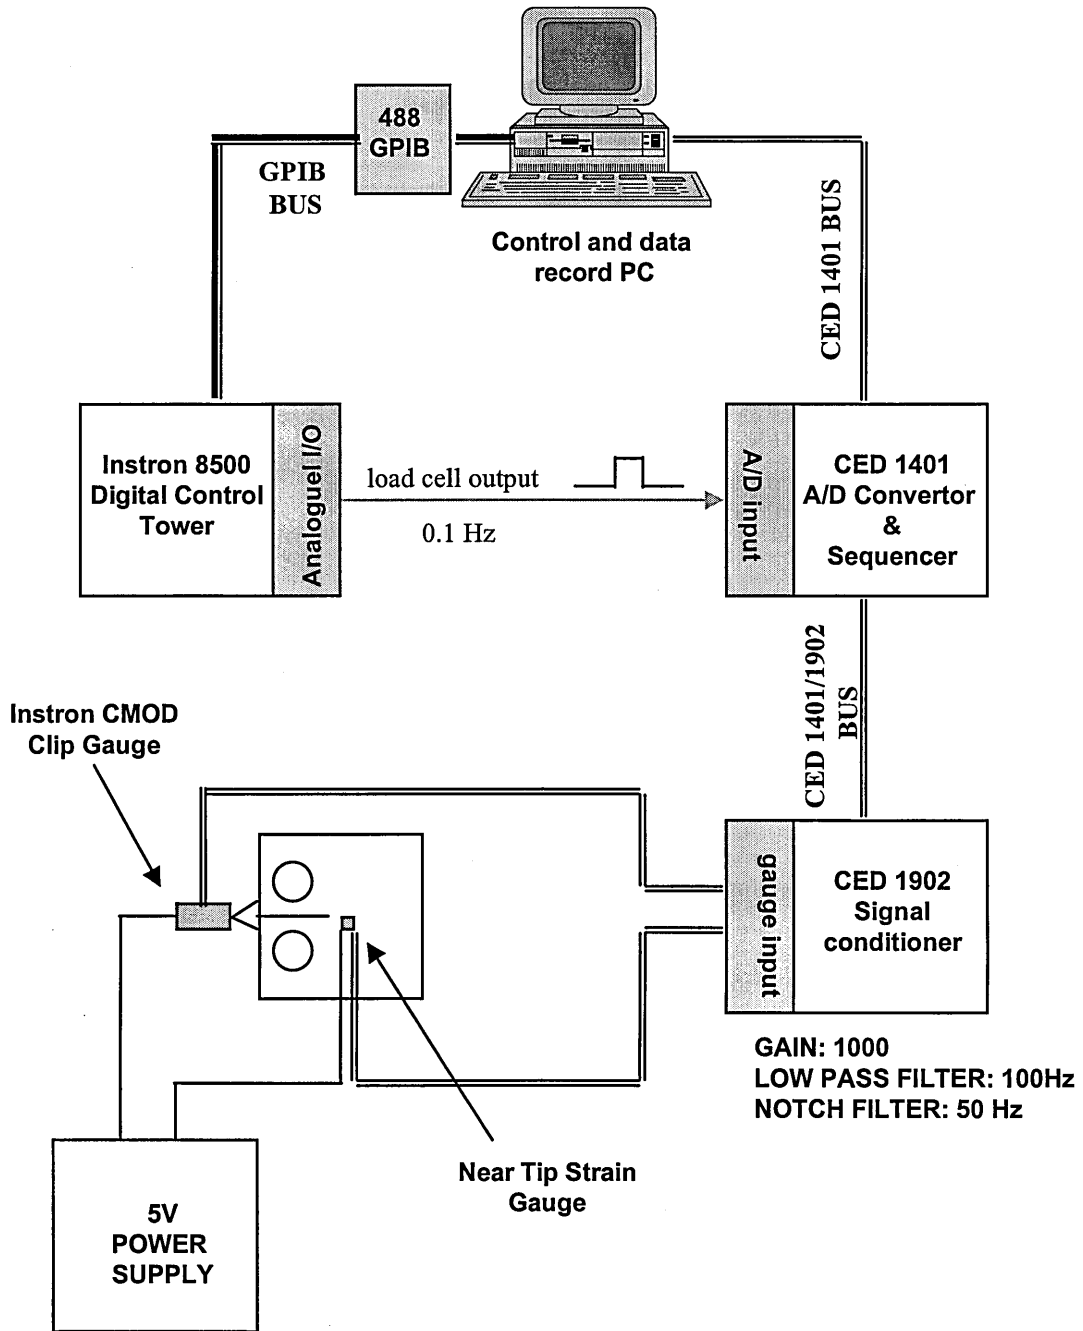 488
GPIB
GPIB
BUS
Control and data
record PC
CED 1401 BUS
Instron 8500
Digital Control
Tower
Analoguel I/O
load cell output
0.1 Hz
A/D input
CED 1401
A/D Convertor
&
Sequencer
CED 1401/1902
BUS
Instron CMOD
Clip Gauge
gauge input
CED 1902
Signal
conditioner
GAIN: 1000
LOW PASS FILTER: 100Hz
NOTCH FILTER: 50 Hz
Near Tip Strain
Gauge
5V
POWER
SUPPLY